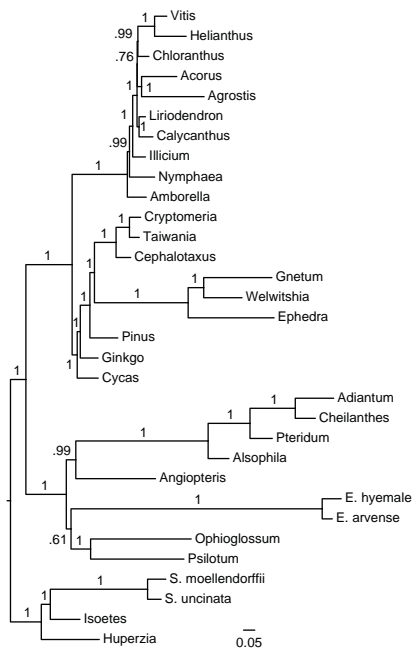 1 Vitis
.99 Helianthus
.76 Chloranthus
Acorus
1 1 Agrostis
1 Liriodendron
1 Calycanthus
.99 Illicium
1 Nymphaea
Amborella
1 Cryptomeria
1 Taiwania
1 Cephalotaxus
1 1 Gnetum
1 Welwitshia
Ephedra
1
1 Pinus
1 Ginkgo
1 Cycas
1
1 Adiantum
1 Cheilanthes
1 Pteridum
.99 Alsophila
Angiopteris
1 1 E. hyemale
E. arvense
.61 1 Ophioglossum
Psilotum
1 S. moellendorffii
1 S. uncinata
1 Isoetes
Huperzia
0.05